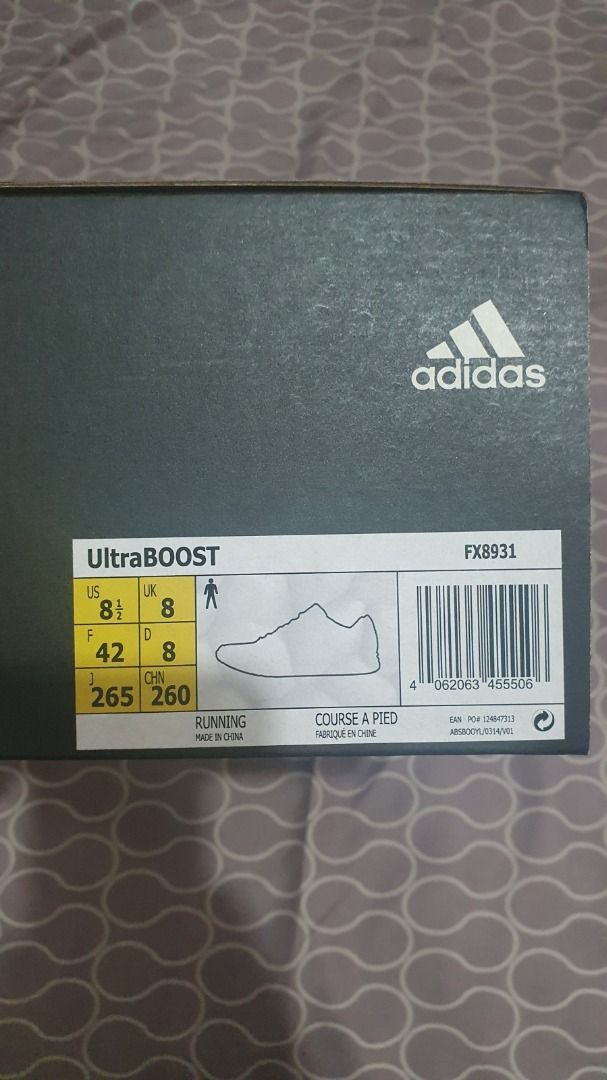 adidas
UltraBOOST FX8931
US 8½ UK 8
F 42 D 8
J 265 CHN 260
4 062063 455506
RUNNING COURSE A PIED EAN PO# 124847313
MADE IN CHINA FABRIQUÉ EN CHINE ABSBOOYL/0314/V01